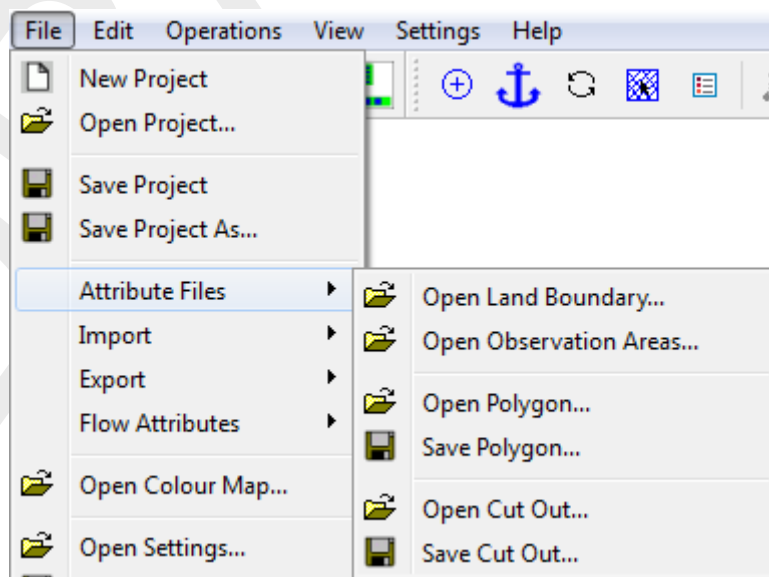 File Edit Operations View Settings Help
New Project
Open Project...
Save Project
Save Project As...
Attribute Files
Import
Export
Flow Attributes
Open Colour Map...
Open Settings...
Open Land Boundary...
Open Observation Areas...
Open Polygon...
Save Polygon...
Open Cut Out...
Save Cut Out...